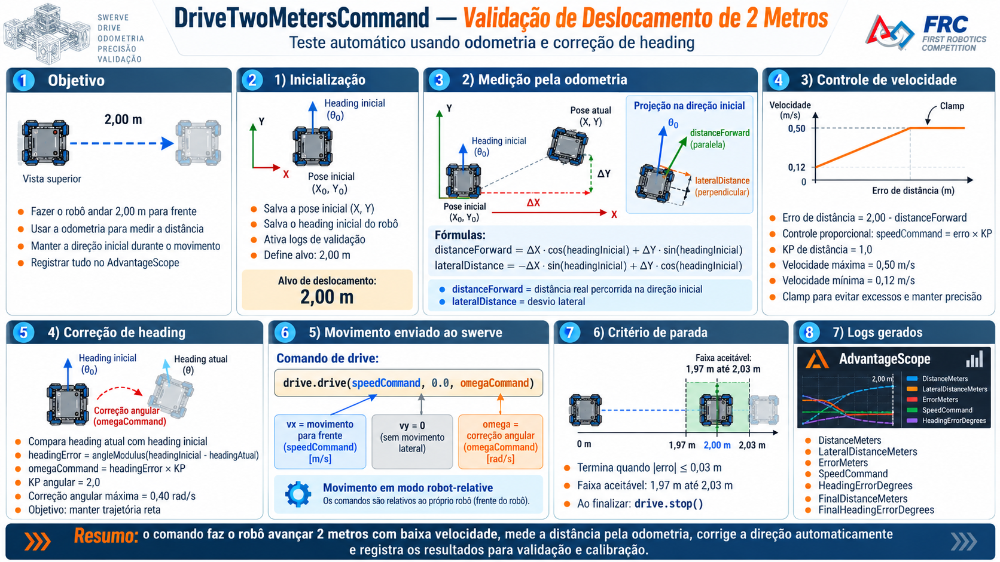 SWERVE
DRIVE
ODOMETRIA
PRECISÃO
VALIDAÇÃO
DriveTwoMetersCommand — Validação de Deslocamento de 2 Metros
Teste automático usando odometria e correção de heading
FRC
FIRST ROBOTICS
COMPETITION
1 Objetivo
2,00 m
Vista superior
Fazer o robô andar 2,00 m para frente
Usar a odometria para medir a distância
Manter a direção inicial durante o movimento
Registrar tudo no AdvantageScope
2 1) Inicialização
Heading inicial
(θ₀)
Y
X
Pose inicial
(X₀, Y₀)
Salva a pose inicial (X, Y)
Salva o heading inicial do robô
Ativa logs de validação
Define alvo: 2,00 m
Alvo de deslocamento:
2,00 m
3 2) Medição pela odometria
Y
Heading inicial
(θ₀)
Pose atual
(X, Y)
ΔY
ΔX
X
Pose inicial
(X₀, Y₀)
Projeção na direção inicial
θ₀
distanceForward
(paralela)
lateralDistance
(perpendicular)
Fórmulas:
distanceForward = ΔX · cos(headingInicial) + ΔY · sin(headingInicial)
lateralDistance = −ΔX · sin(headingInicial) + ΔY · cos(headingInicial)
distanceForward = distância real percorrida na direção inicial
lateralDistance = desvio lateral
4 3) Controle de velocidade
Velocidade
(m/s)
Clamp
0,50
0,12
0
Erro de distância (m)
Erro de distância = 2,00 - distanceForward
Controle proporcional: speedCommand = erro × KP
KP de distância = 1,0
Velocidade máxima = 0,50 m/s
Velocidade mínima = 0,12 m/s
Clamp para evitar excessos e manter precisão
5 4) Correção de heading
Heading inicial
(θ₀)
Heading atual
(θ)
Correção angular
(omegaCommand)
Compara heading atual com heading inicial
headingError = angleModulus(headingInicial - headingAtual)
omegaCommand = headingError × KP
KP angular = 2,0
Correção angular máxima = 0,40 rad/s
Objetivo: manter trajetória reta
6 5) Movimento enviado ao swerve
Comando de drive:
drive.drive(speedCommand, 0.0, omegaCommand)
vx = movimento
para frente
(speedCommand)
[m/s]
vy = 0
(sem movimento
lateral)
omega =
correção angular
(omegaCommand)
[rad/s]
Movimento em modo robot-relative
Os comandos são relativos ao próprio robô (frente do robô).
7 6) Critério de parada
Faixa aceitável:
1,97 m até 2,03 m
0 m
1,97 m
2,00 m
2,03 m
Termina quando |erro| ≤ 0,03 m
Faixa aceitável: 1,97 m até 2,03 m
Ao finalizar: drive.stop()
8 7) Logs gerados
AdvantageScope
2,00 m
DistanceMeters
LateralDistanceMeters
ErrorMeters
SpeedCommand
HeadingErrorDegrees
DistanceMeters
LateralDistanceMeters
ErrorMeters
SpeedCommand
HeadingErrorDegrees
FinalDistanceMeters
FinalHeadingErrorDegrees
Resumo: o comando faz o robô avançar 2 metros com baixa velocidade, mede a distância pela odometria, corrige a direção automaticamente
e registra os resultados para validação e calibração.